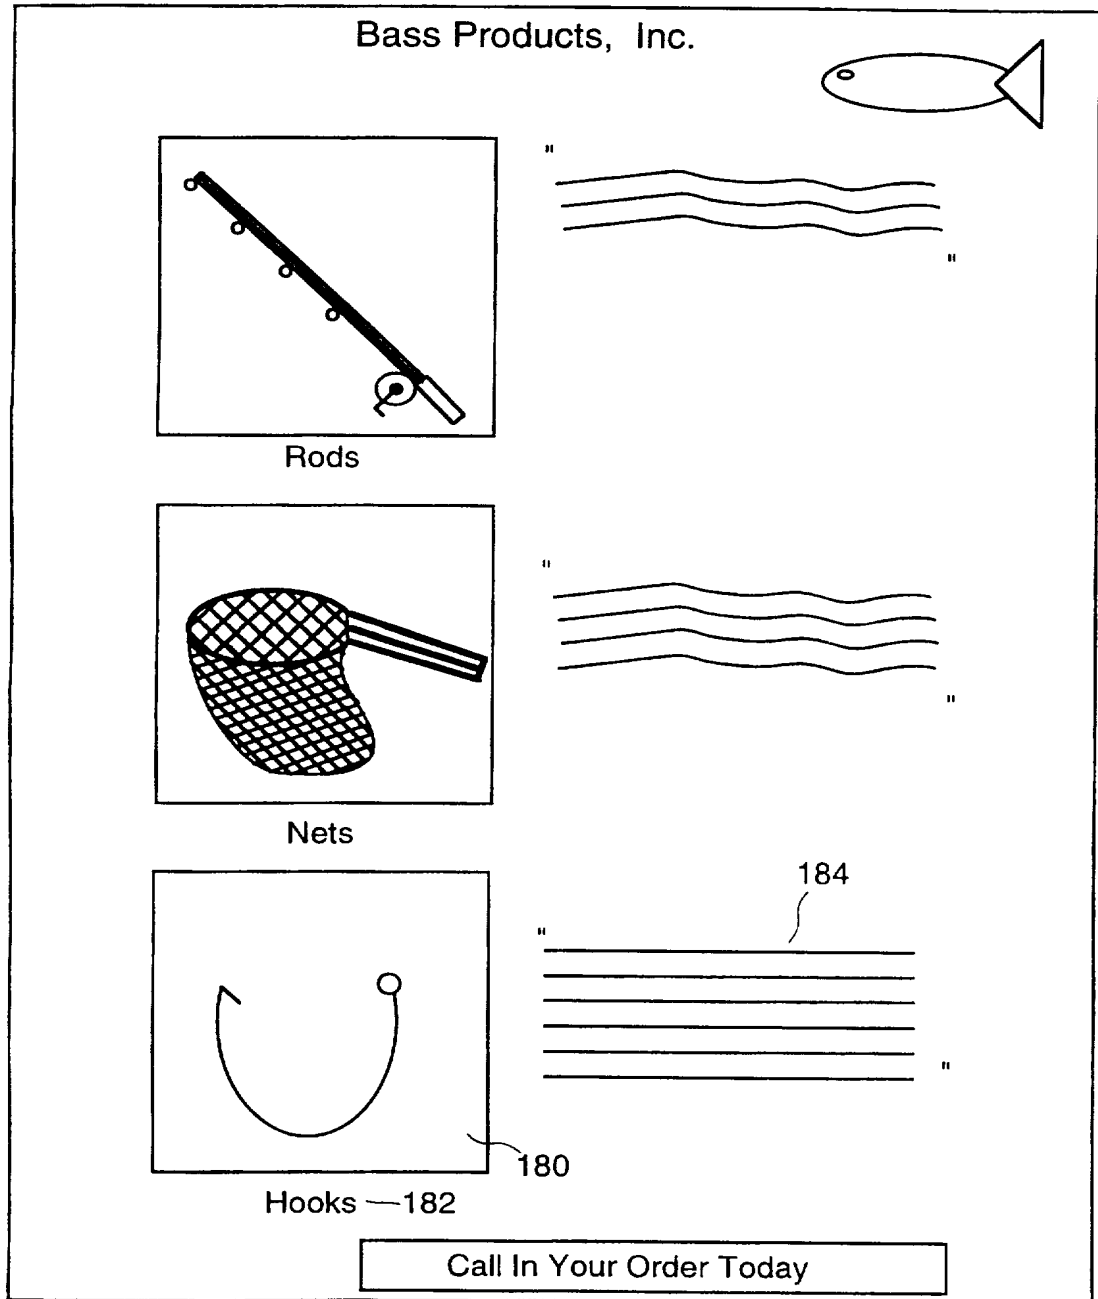 Bass Products, Inc.
"
"
Rods
"
"
Nets
184
"
"
180
Hooks 182
Call In Your Order Today